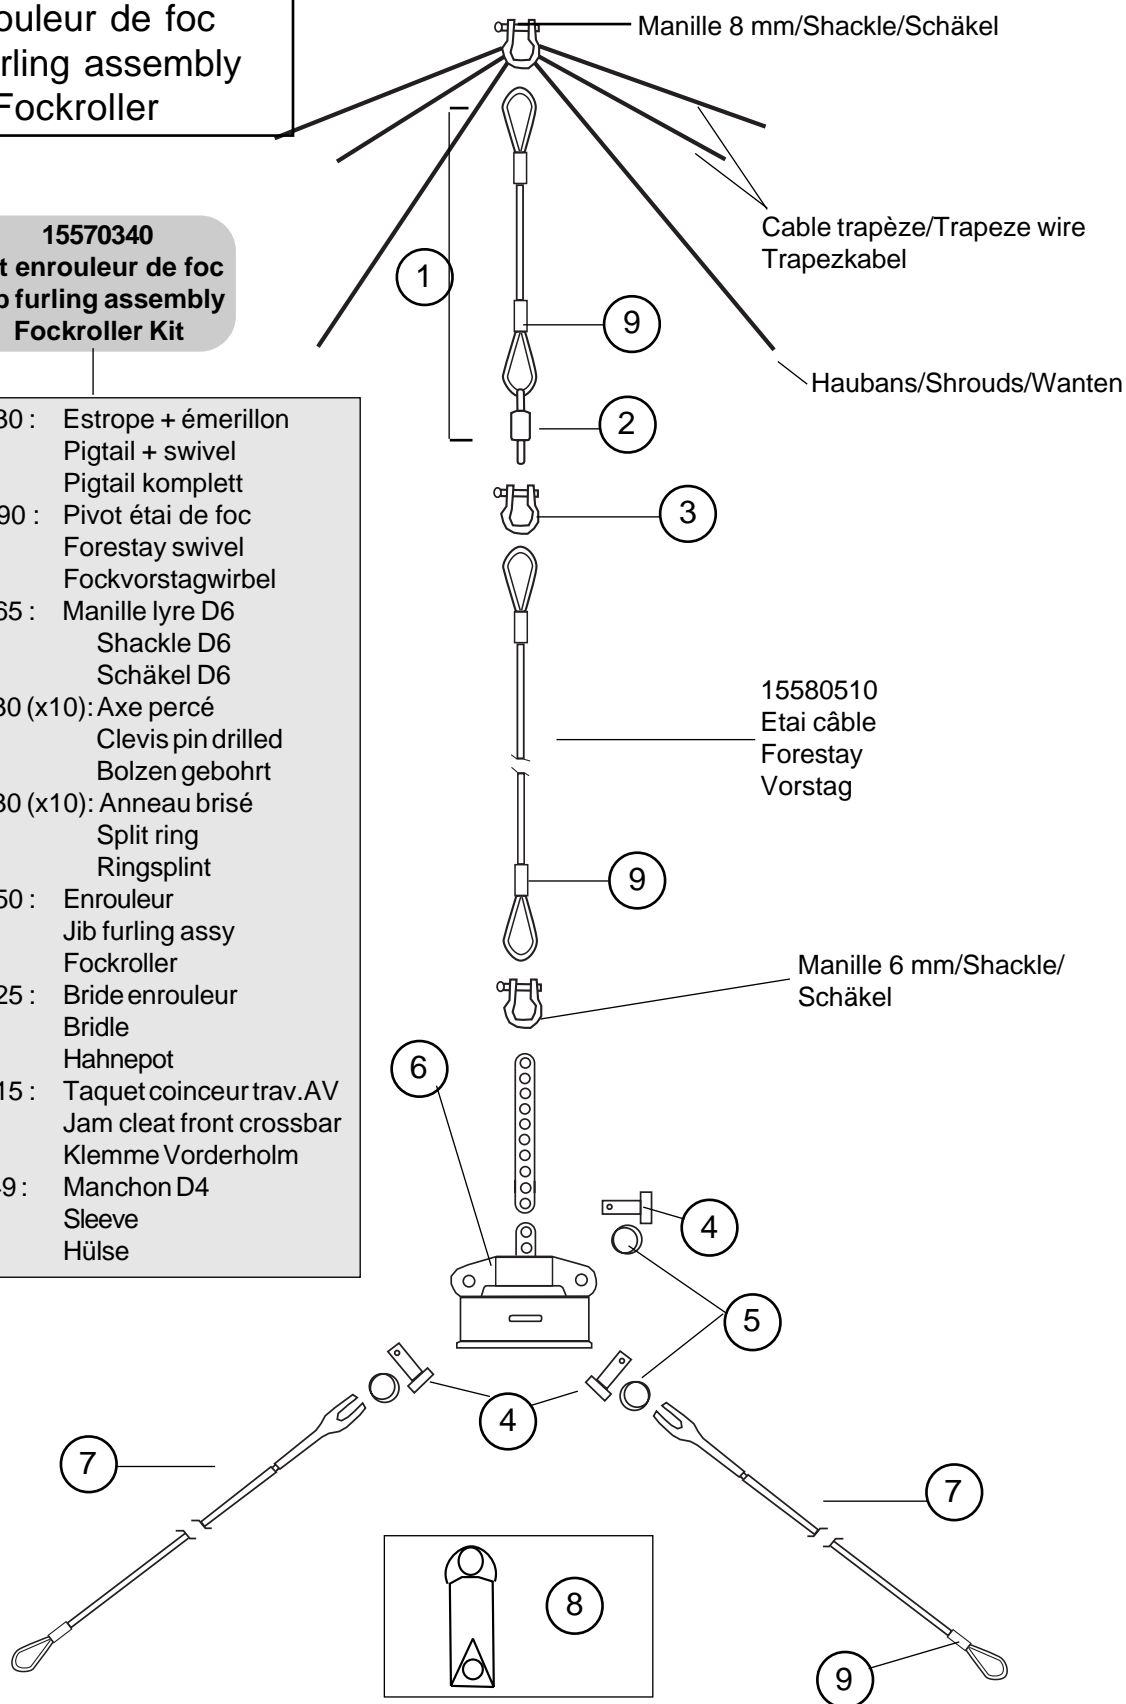 ouleur de foc
rling assembly
Fockroller
Manille 8 mm/Shackle/Schäkel
Cable trapèze/Trapeze wire
Trapezkabel
15570340
t enrouleur de foc
b furling assembly
Fockroller Kit
1
9
Haubans/Shrouds/Wanten
2
3
30 : Estrope + émerillon
Pigtail + swivel
Pigtail komplett
90 : Pivot étai de foc
Forestay swivel
Fockvorstagwirbel
65 : Manille lyre D6
Shackle D6
Schäkel D6
30 (x10): Axe percé
Clevis pin drilled
Bolzen gebohrt
30 (x10): Anneau brisé
Split ring
Ringsplint
50 : Enrouleur
Jib furling assy
Fockroller
25 : Bride enrouleur
Bridle
Hahnepot
15 : Taquet coinceur trav.AV
Jam cleat front crossbar
Klemme Vorderholm
49 : Manchon D4
Sleeve
Hülse
15580510
Etai câble
Forestay
Vorstag
9
Manille 6 mm/Shackle/
Schäkel
6
4
5
4
7
7
8
9